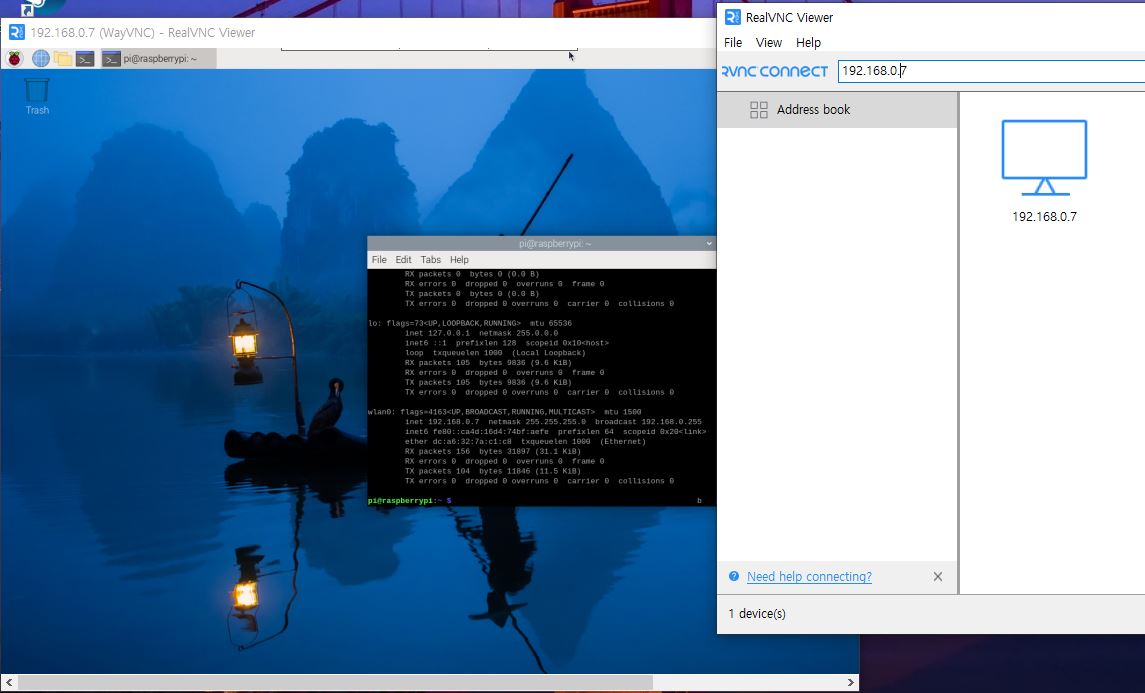 192.168.0.7 (WayVNC) - RealVNC Viewer
pi@raspberrypi: ~
Trash
pi@raspberrypi: ~
File Edit Tabs Help
RX packets 0 bytes 0 (0.0 B)
RX errors 0 dropped 0 overruns 0 frame 0
TX packets 0 bytes 0 (0.0 B)
TX errors 0 dropped 0 overruns 0 carrier 0 collisions 0
lo: flags=73<UP,LOOPBACK,RUNNING> mtu 65536
inet 127.0.0.1 netmask 255.0.0.0
inet6 ::1 prefixlen 128 scopeid 0x10<host>
loop txqueuelen 1000 (Local Loopback)
RX packets 105 bytes 9836 (9.6 KiB)
RX errors 0 dropped 0 overruns 0 frame 0
TX packets 105 bytes 9836 (9.6 KiB)
TX errors 0 dropped 0 overruns 0 carrier 0 collisions 0
wlan0: flags=4163<UP,BROADCAST,RUNNING,MULTICAST> mtu 1500
inet 192.168.0.7 netmask 255.255.255.0 broadcast 192.168.0.255
inet6 fe80::ca4d:16d4:74bf:aefe prefixlen 64 scopeid 0x20<link>
ether dc:a6:32:7a:c1:c8 txqueuelen 1000 (Ethernet)
RX packets 156 bytes 31897 (31.1 KiB)
RX errors 0 dropped 0 overruns 0 frame 0
TX packets 104 bytes 11846 (11.5 KiB)
TX errors 0 dropped 0 overruns 0 carrier 0 collisions 0
pi@raspberrypi:~ $ b
RealVNC Viewer
File View Help
RVNC CONNECT 192.168.0.7
Address book
192.168.0.7
Need help connecting?
1 device(s)